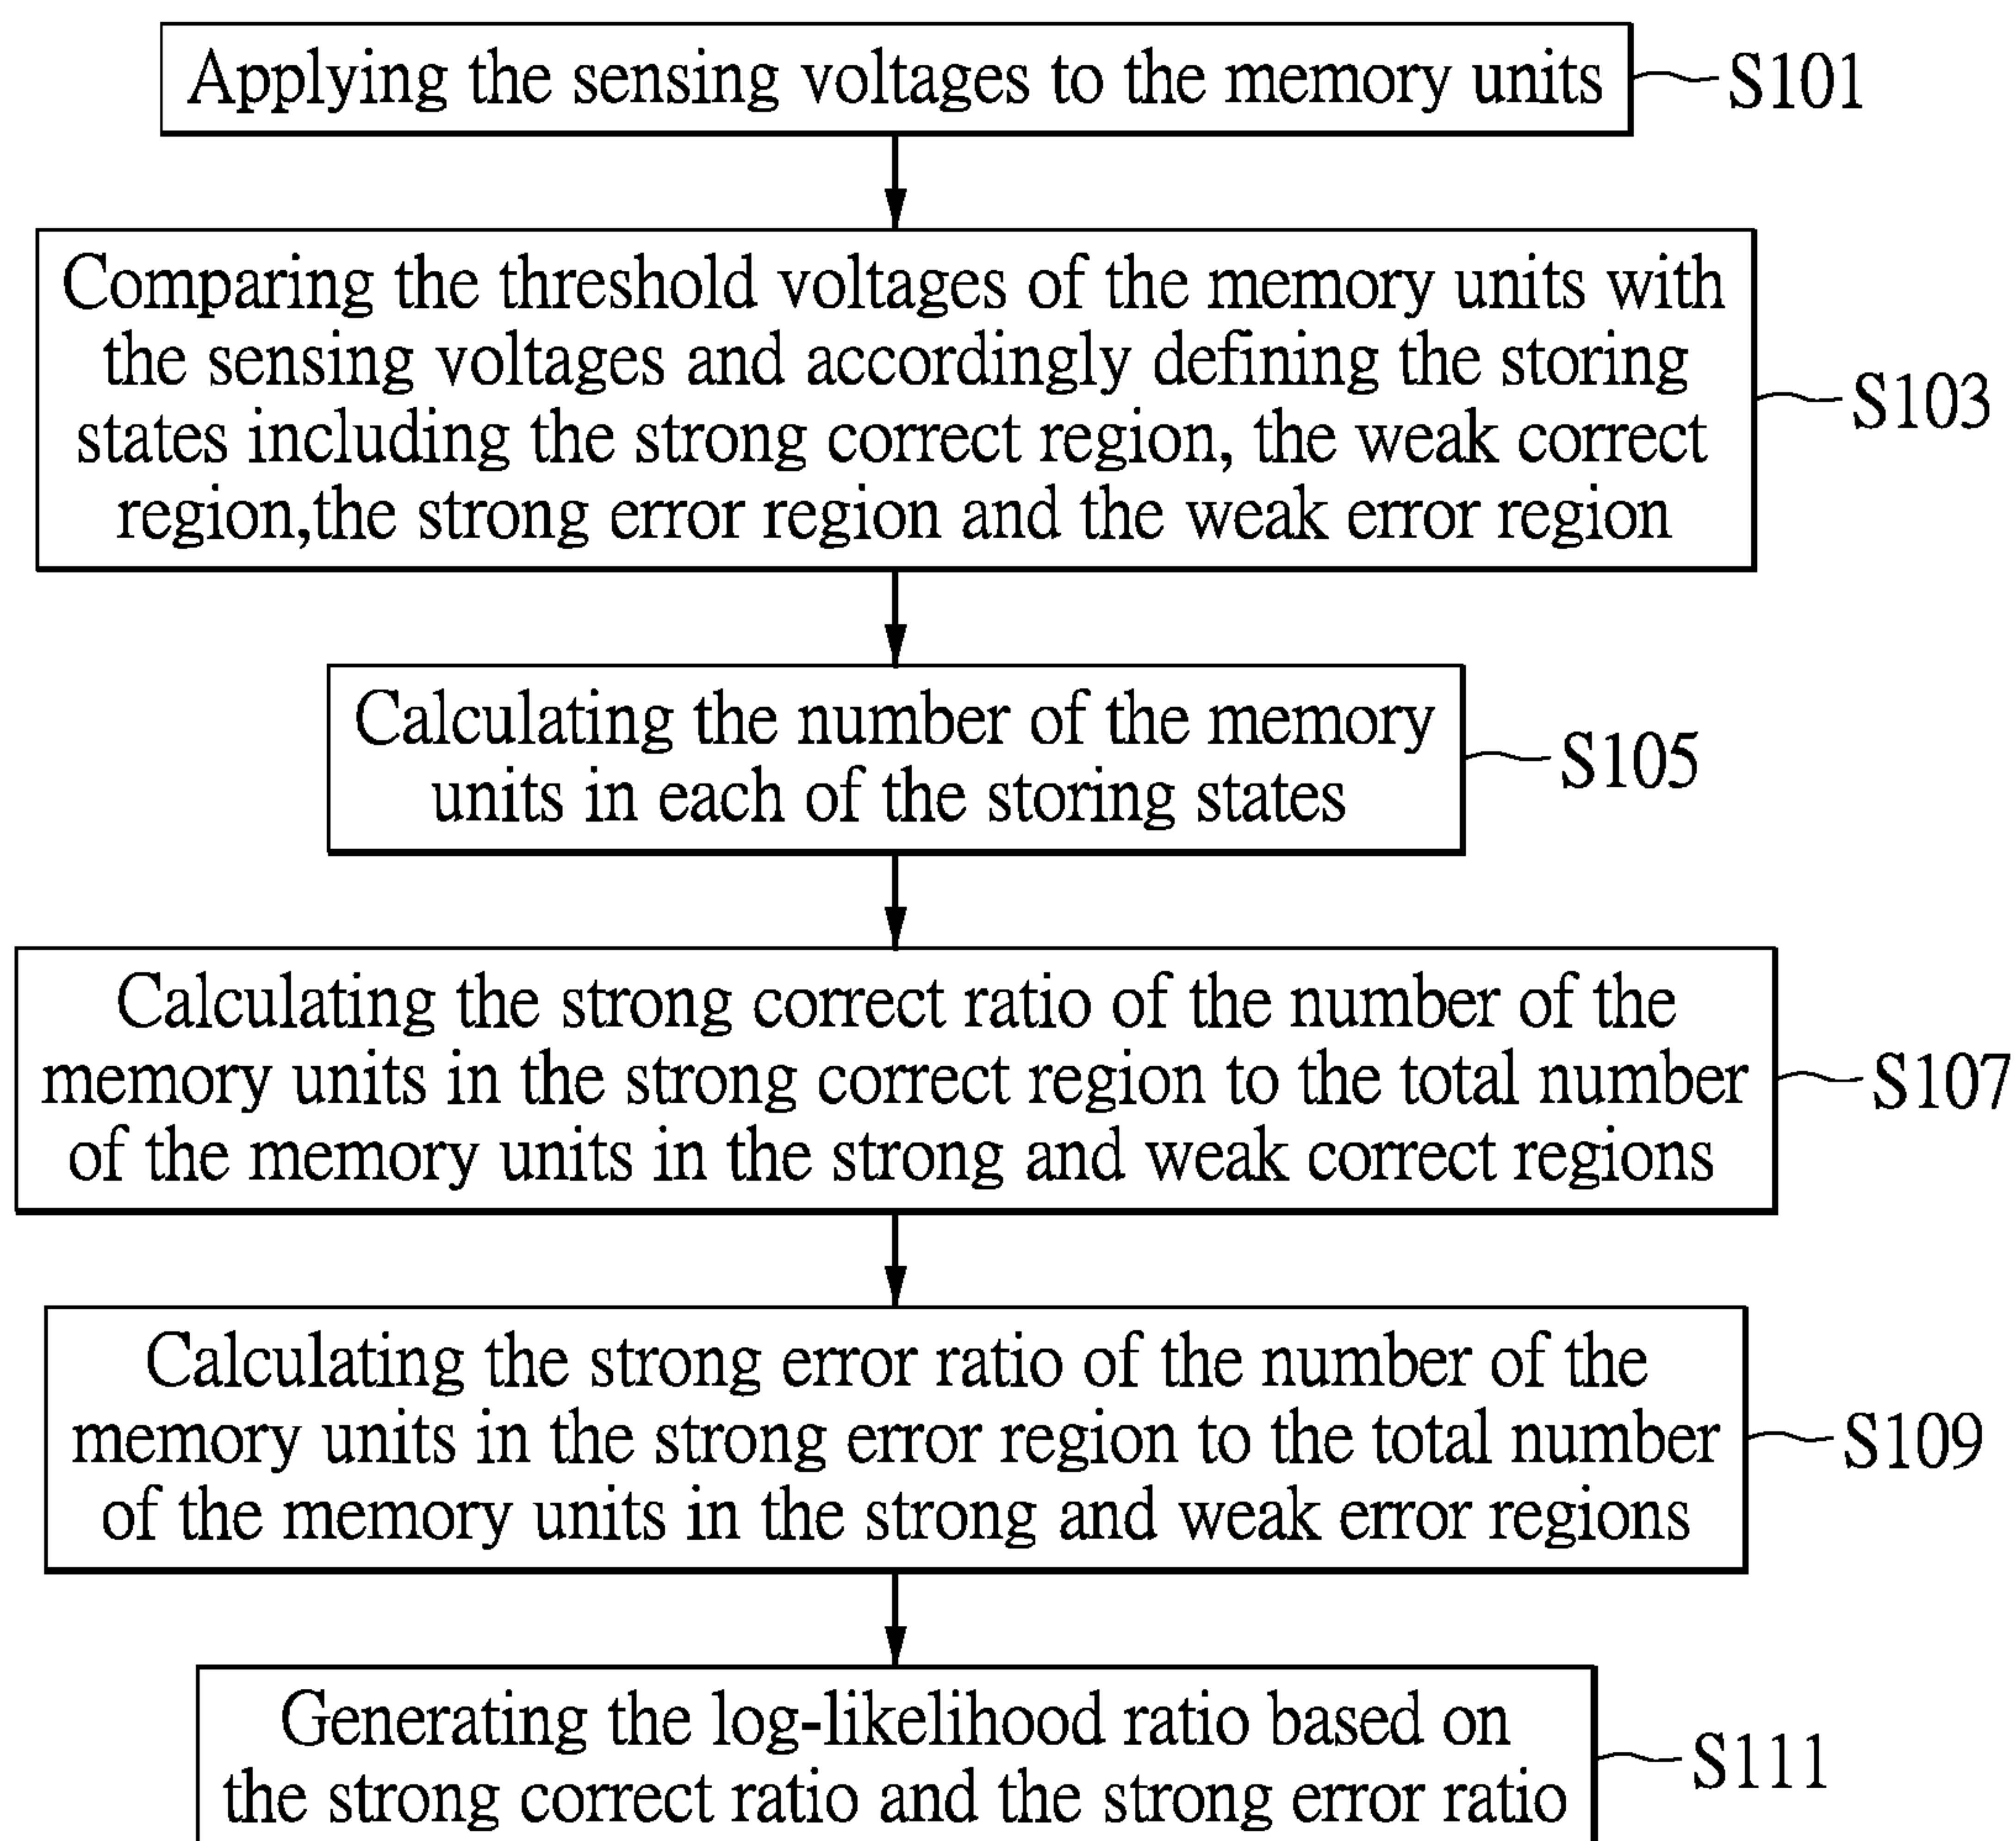 Applying the sensing voltages to the memory units
S101
Comparing the threshold voltages of the memory units with
the sensing voltages and accordingly defining the storing
states including the strong correct region, the weak correct
region,the strong error region and the weak error region
S103
Calculating the number of the memory
units in each of the storing states
S105
Calculating the strong correct ratio of the number of the
memory units in the strong correct region to the total number
of the memory units in the strong and weak correct regions
S107
Calculating the strong error ratio of the number of the
memory units in the strong error region to the total number
of the memory units in the strong and weak error regions
S109
Generating the log-likelihood ratio based on
the strong correct ratio and the strong error ratio
S111